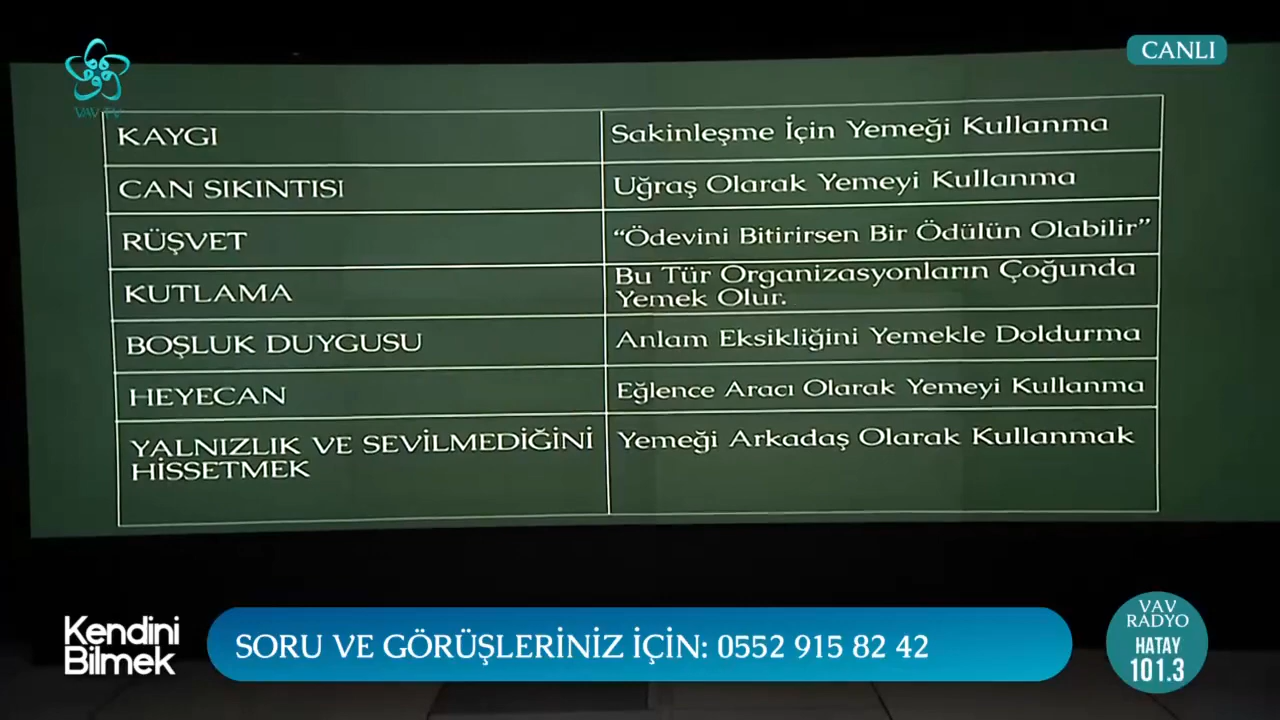 VAV TV
CANLI
KAYGI
Sakinleşme İçin Yemeği Kullanma
CAN SIKINTISI
Uğraş Olarak Yemeyi Kullanma
RÜŞVET
“Ödevini Bitirirsen Bir Ödülün Olabilir”
KUTLAMA
Bu Tür Organizasyonların Çoğunda
Yemek Olur.
BOŞLUK DUYGUSU
Anlam Eksikliğini Yemekle Doldurma
HEYECAN
Eğlence Aracı Olarak Yemeyi Kullanma
YALNIZLIK VE SEVİLMEDİĞİNİ
HİSSETMEK
Yemeği Arkadaş Olarak Kullanmak
Kendini
Bilmek
SORU VE GÖRÜŞLERİNİZ İÇİN: 0552 915 82 42
VAV
RADYO
HATAY
101.3